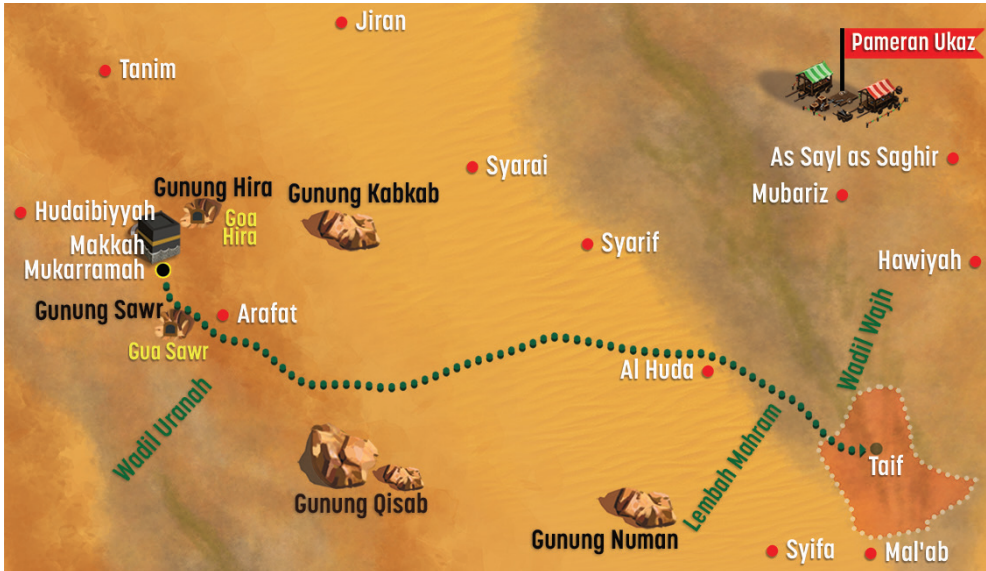 Jiran
Pameran Ukaz
Tanim
As Sayl as Saghir
Syarai
Mubariz
Gunung Hira
Gunung Kabkab
Hudaibiyyah
Goa
Hira
Makkah
Mukarramah
Syarif
Hawiyah
Gunung Sawr
Arafat
Gua Sawr
Wadil Wajh
Al Huda
Wadil Uranah
Lembah Mahram
Taif
Gunung Qisab
Gunung Numan
Syifa
Mal'ab